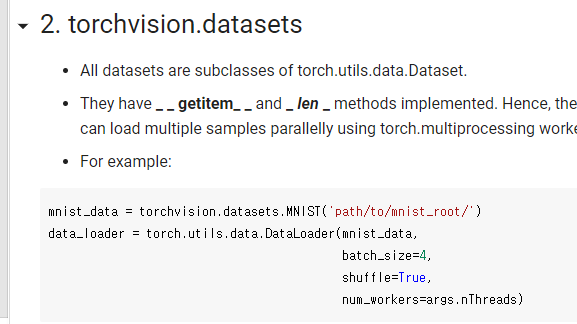 2. torchvision.datasets
All datasets are subclasses of torch.utils.data.Dataset.
They have _ _ getitem_ _ and _ len _ methods implemented. Hence, the
can load multiple samples parallelly using torch.multiprocessing worke
For example:
mnist_data = torchvision.datasets.MNIST('path/to/mnist_root/')
data_loader = torch.utils.data.DataLoader(mnist_data,
batch_size=4,
shuffle=True,
num_workers=args.nThreads)